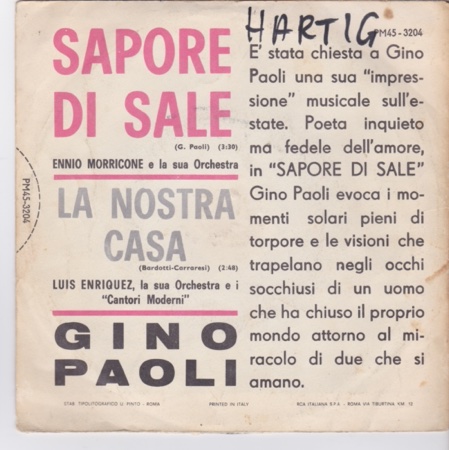 HARTIG
PM45-3204
SAPORE
DI SALE
(G. Paoli) (3:30)
ENNIO MORRICONE e la sua Orchestra
LA NOSTRA
CASA
(Bardotti-Carraresi) (2:48)
LUIS ENRIQUEZ, la sua Orchestra e i
"Cantori Moderni"
GINO
PAOLI
PM45-3204
E' stata chiesta a Gino
Paoli una sua "impres-
sione" musicale sull'e-
state. Poeta inquieto
ma fedele dell'amore,
in "SAPORE DI SALE"
Gino Paoli evoca i mo-
menti solari pieni di
torpore e le visioni che
trapelano negli occhi
socchiusi di un uomo
che ha chiuso il proprio
mondo attorno al mi-
racolo di due che si
amano.
STAB. TIPOLITOGRAFICO U. PINTO - ROMA
PRINTED IN ITALY
RCA ITALIANA S.P.A. - ROMA VIA TIBURTINA KM. 12